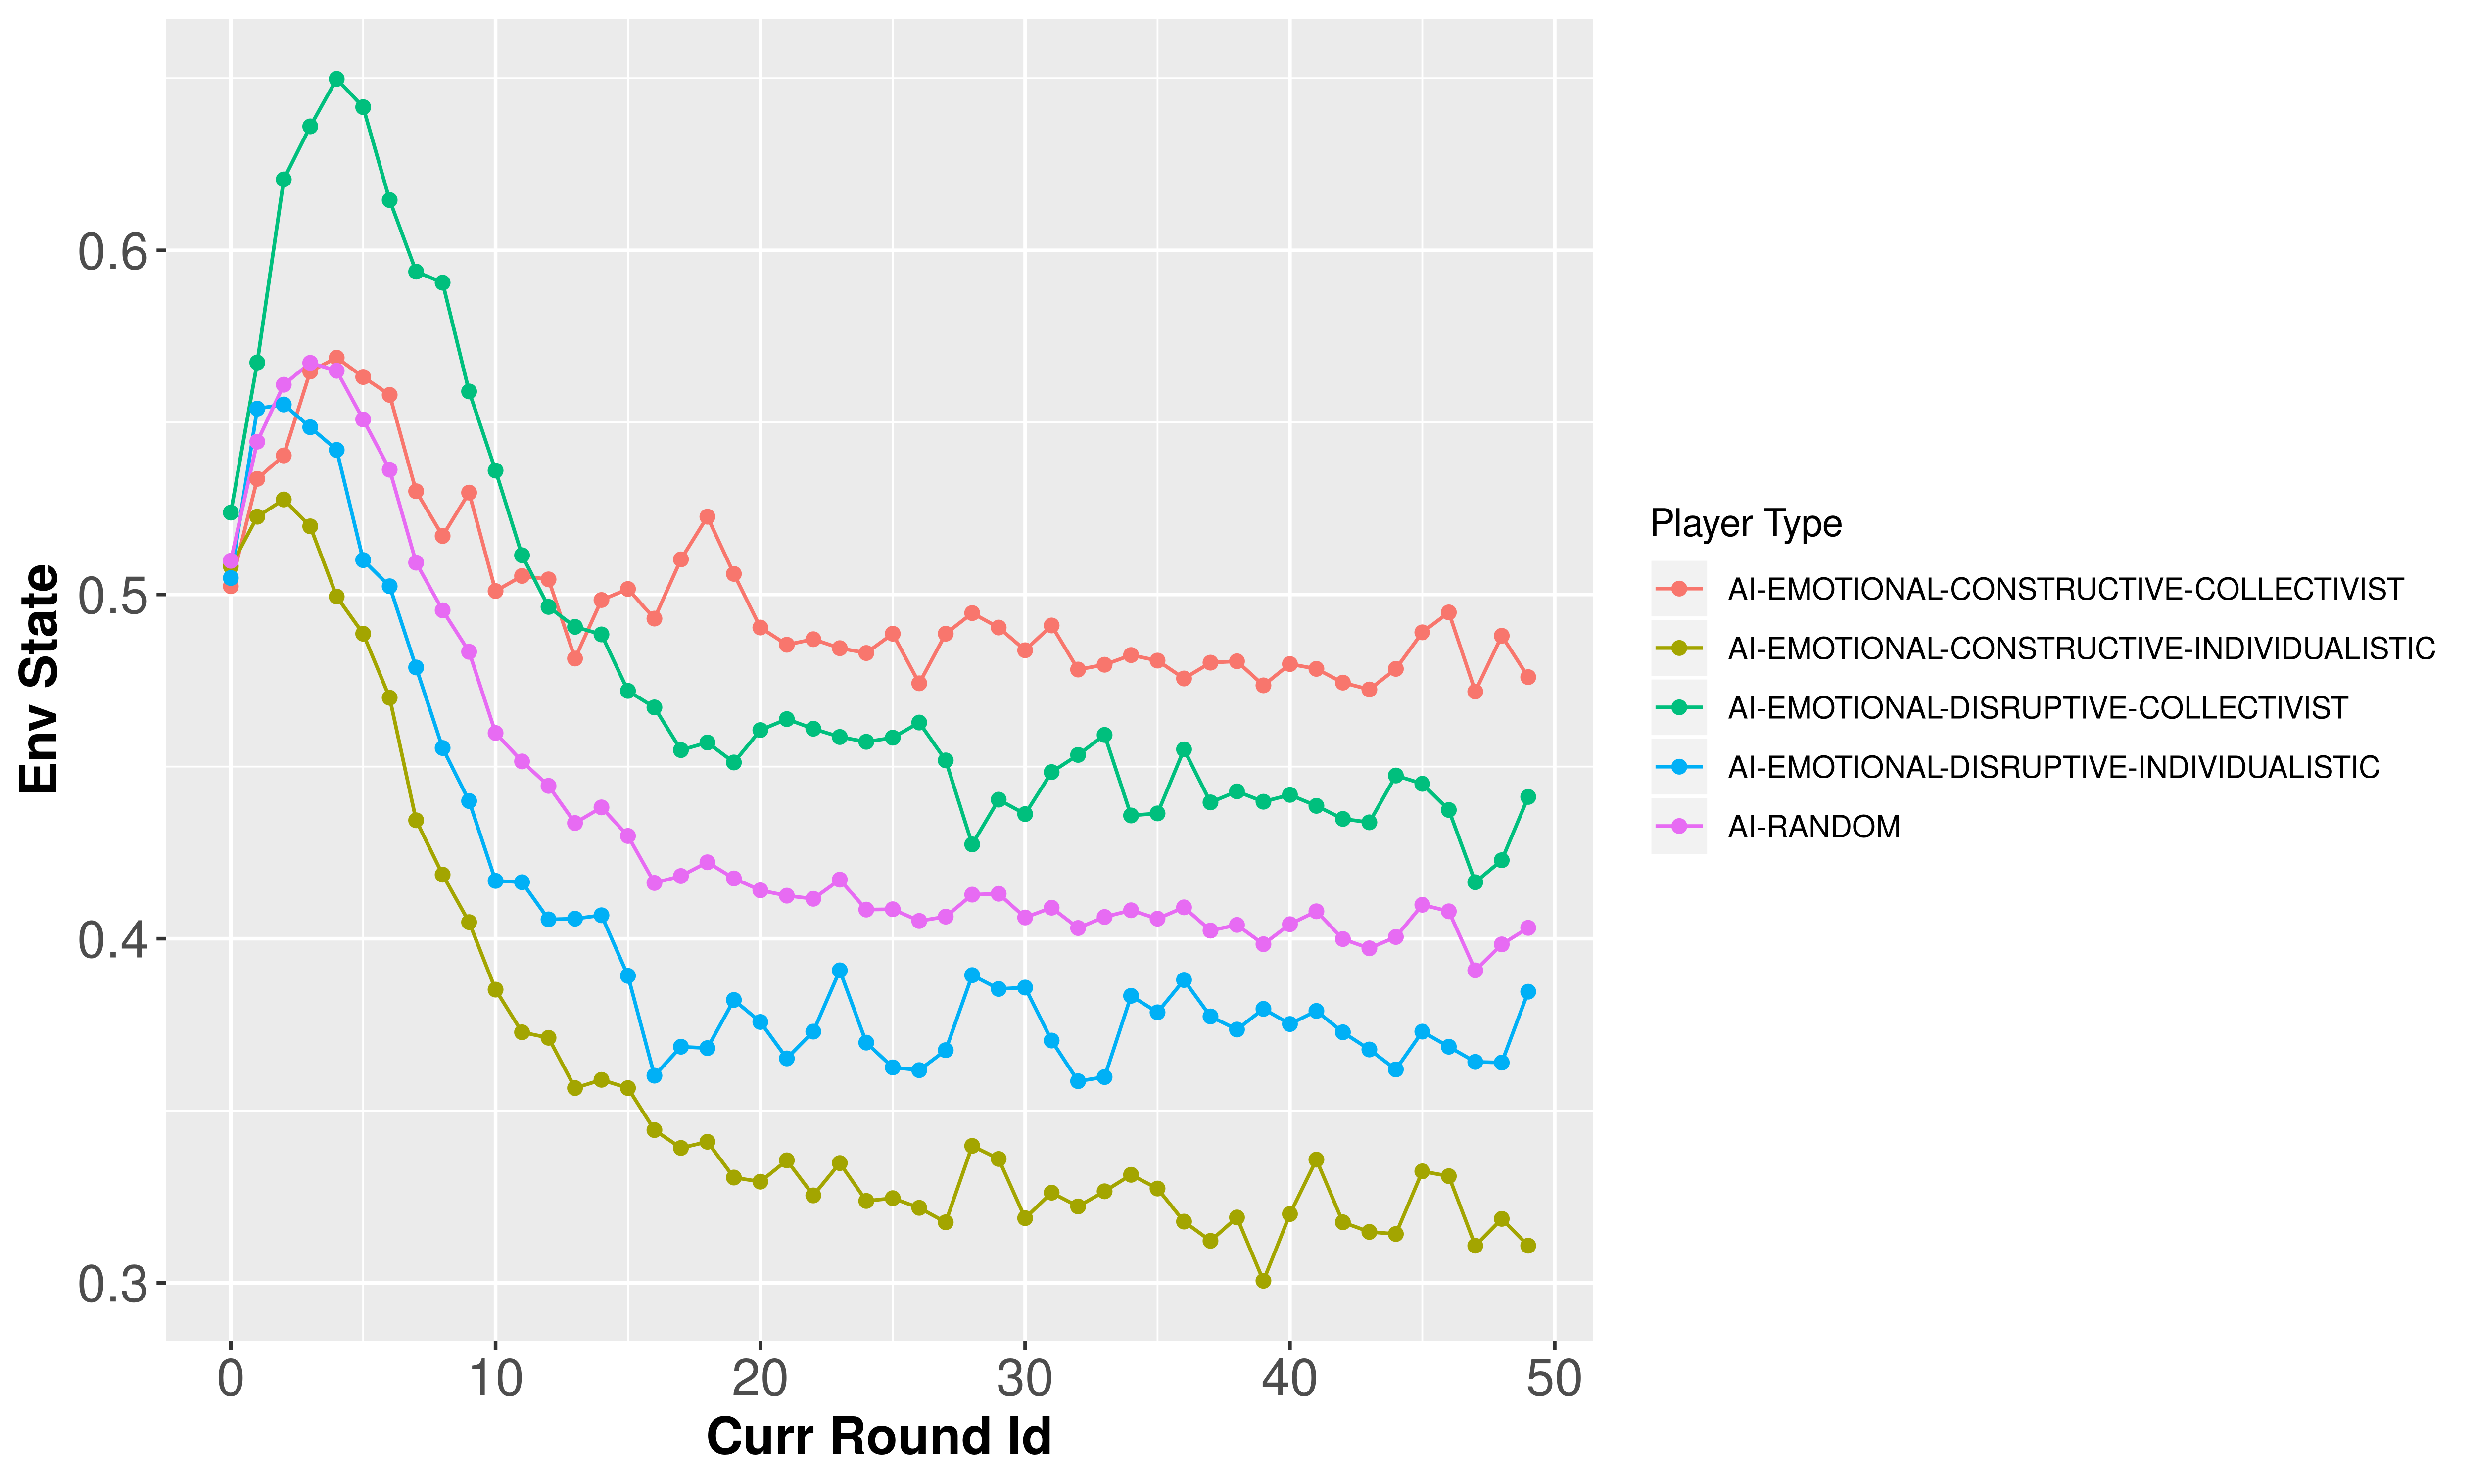 Env State
0.6
0.5
0.4
0.3
0 10 20 30 40 50
Curr Round Id
Player Type
AI-EMOTIONAL-CONSTRUCTIVE-COLLECTIVIST
AI-EMOTIONAL-CONSTRUCTIVE-INDIVIDUALISTIC
AI-EMOTIONAL-DISRUPTIVE-COLLECTIVIST
AI-EMOTIONAL-DISRUPTIVE-INDIVIDUALISTIC
AI-RANDOM